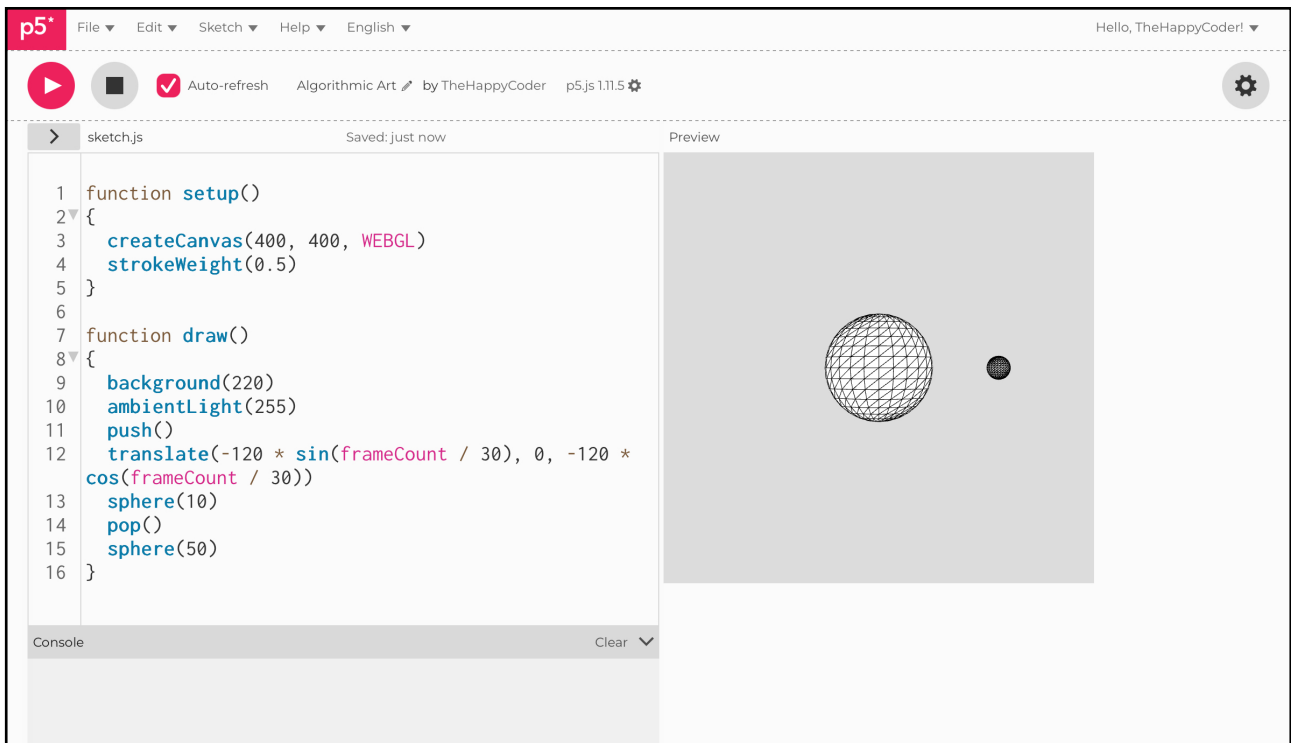 p5* File Edit Sketch Help English Hello, TheHappyCoder!
Auto-refresh Algorithmic Art by TheHappyCoder p5.js 1.11.5
sketch.js Saved: just now Preview
1 function setup()
2 {
3 createCanvas(400, 400, WEBGL)
4 strokeWeight(0.5)
5 }
6
7 function draw()
8 {
9 background(220)
10 ambientLight(255)
11 push()
12 translate(-120 * sin(frameCount / 30), 0, -120 *
cos(frameCount / 30))
13 sphere(10)
14 pop()
15 sphere(50)
16 }
Console Clear